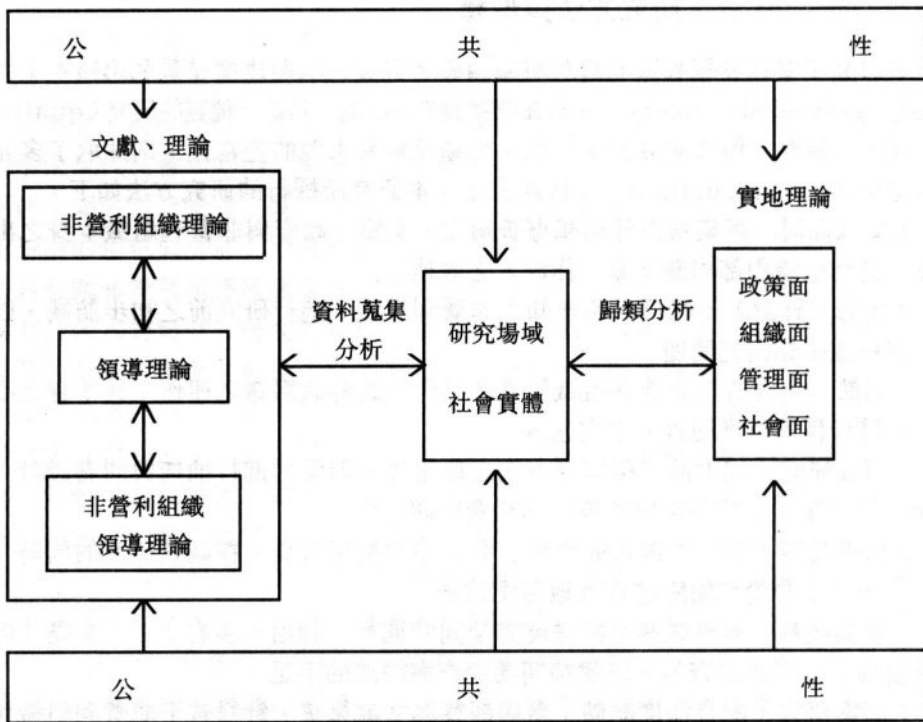 公 共 性
文獻、理論
非營利組織理論
領導理論
非營利組織
領導理論
資料蒐集
分析
研究場域
社會實體
歸類分析
實地理論
政策面
組織面
管理面
社會面
公 共 性